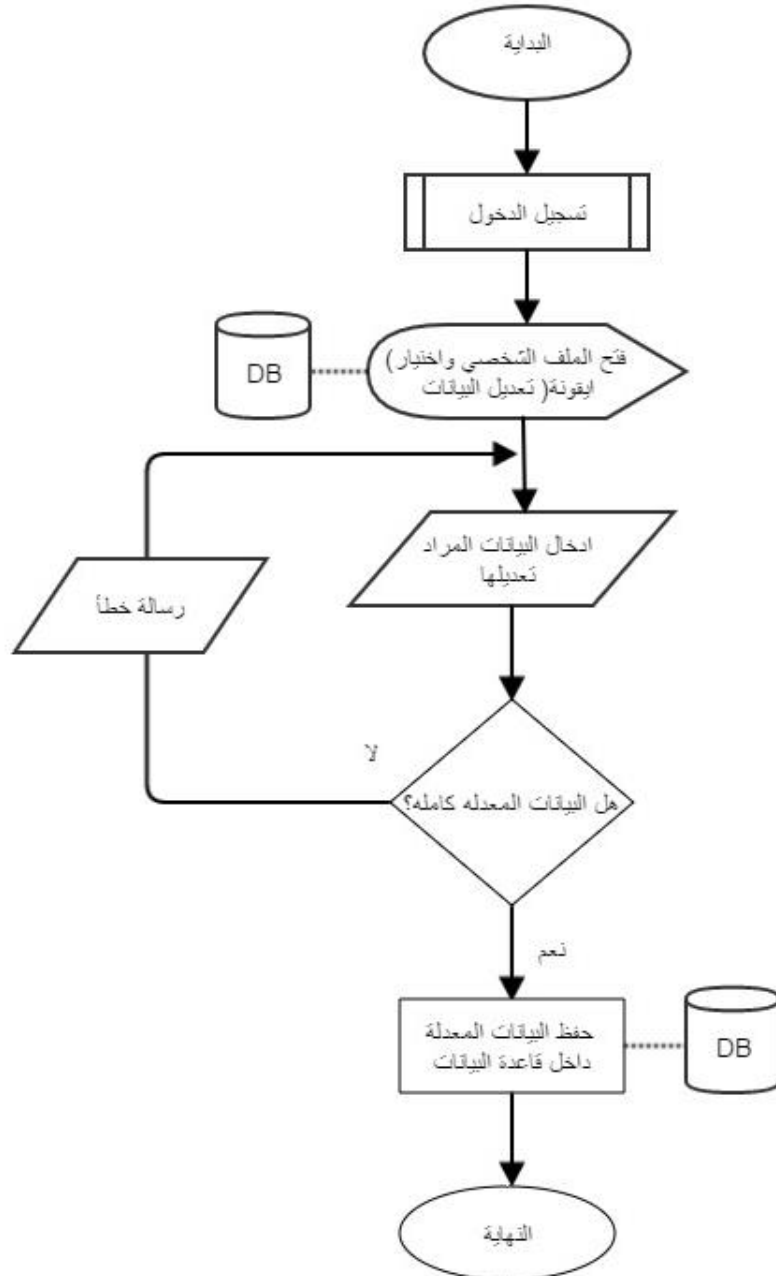 البداية
تسجيل الدخول
فتح الملف الشخصي واختيار (
ايقونة( تعديل البيانات
DB
ادخال البيانات المراد
تعديلها
رسالة خطأ
لا
هل البيانات المعدله كامله؟
نعم
حفظ البيانات المعدلة
داخل قاعدة البيانات
DB
النهاية